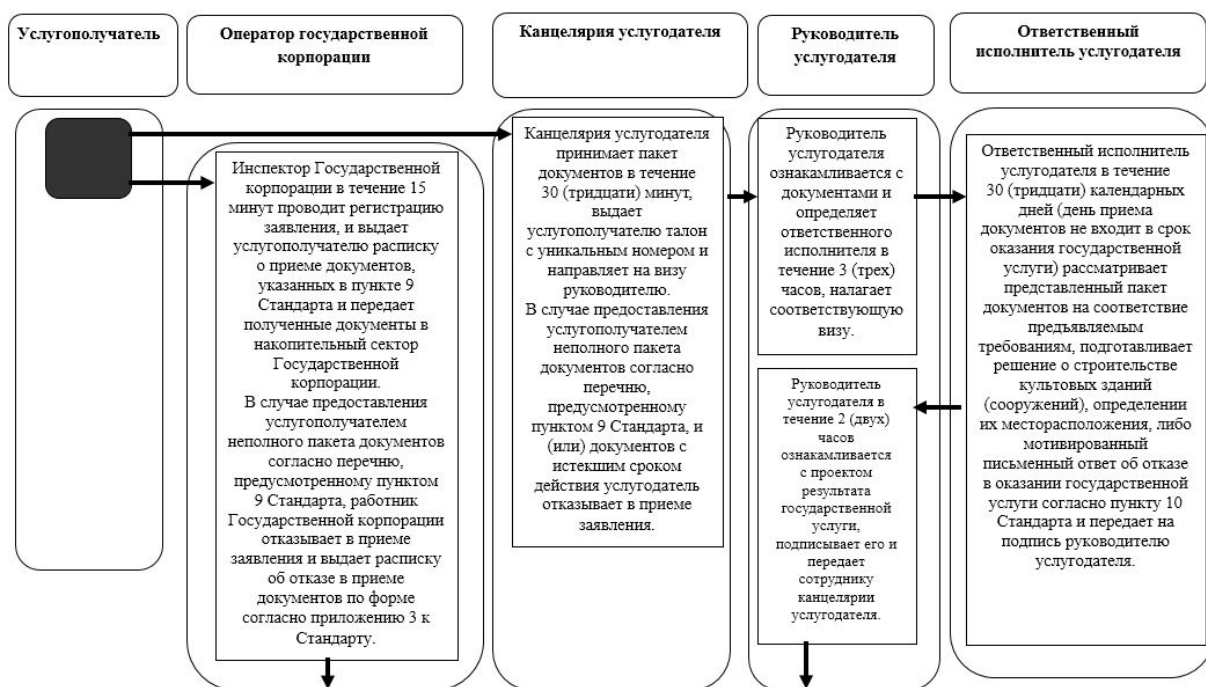 Услугополучатель
Оператор государственной
корпорации
Канцелярия услугодателя
Руководитель
услугодателя
Ответственный
исполнитель услугодателя
Инспектор Государственной
корпорации в течение 15
минут проводит регистрацию
заявления, и выдает
услугополучателю расписку
о приеме документов,
указанных в пункте 9
Стандарта и передает
полученные документы в
накопительный сектор
Государственной
корпорации.
В случае предоставления
услугополучателем
неполного пакета документов
согласно перечню,
предусмотренному пунктом
9 Стандарта, работник
Государственной корпорации
отказывает в приеме
заявления и выдает расписку
об отказе в приеме
документов по форме
согласно приложению 3 к
Стандарту.
Канцелярия услугодателя
принимает пакет
документов в течение
30 (тридцати) минут,
выдает
услугополучателю талон
с уникальным номером и
направляет на визу
руководителю.
В случае предоставления
услугополучателем
неполного пакета
документов согласно
перечню,
предусмотренному
пунктом 9 Стандарта, и
(или) документов с
истекшим сроком
действия услугодатель
отказывает в приеме
заявления.
Руководитель
услугодателя
ознакамливается с
документами и
определяет
ответственного
исполнителя в
течение 3 (трех)
часов, налагает
соответствующую
визу.
Руководитель
услугодателя в
течение 2 (двух)
часов
ознакамливается
с проектом
результата
государственной
услуги,
подписывает его и
передает
сотруднику
канцелярии
услугодателя.
Ответственный исполнитель
услугодателя в течение
30 (тридцати) календарных
дней (день приема
документов не входит в срок
оказания государственной
услуги) рассматривает
представленный пакет
документов на соответствие
предъявляемым
требованиям, подготавливает
решение о строительстве
культовых зданий
(сооружений), определении
их месторасположения, либо
мотивированный
письменный ответ об отказе
в оказании государственной
услуги согласно пункту 10
Стандарта и передает на
подпись руководителю
услугодателя.